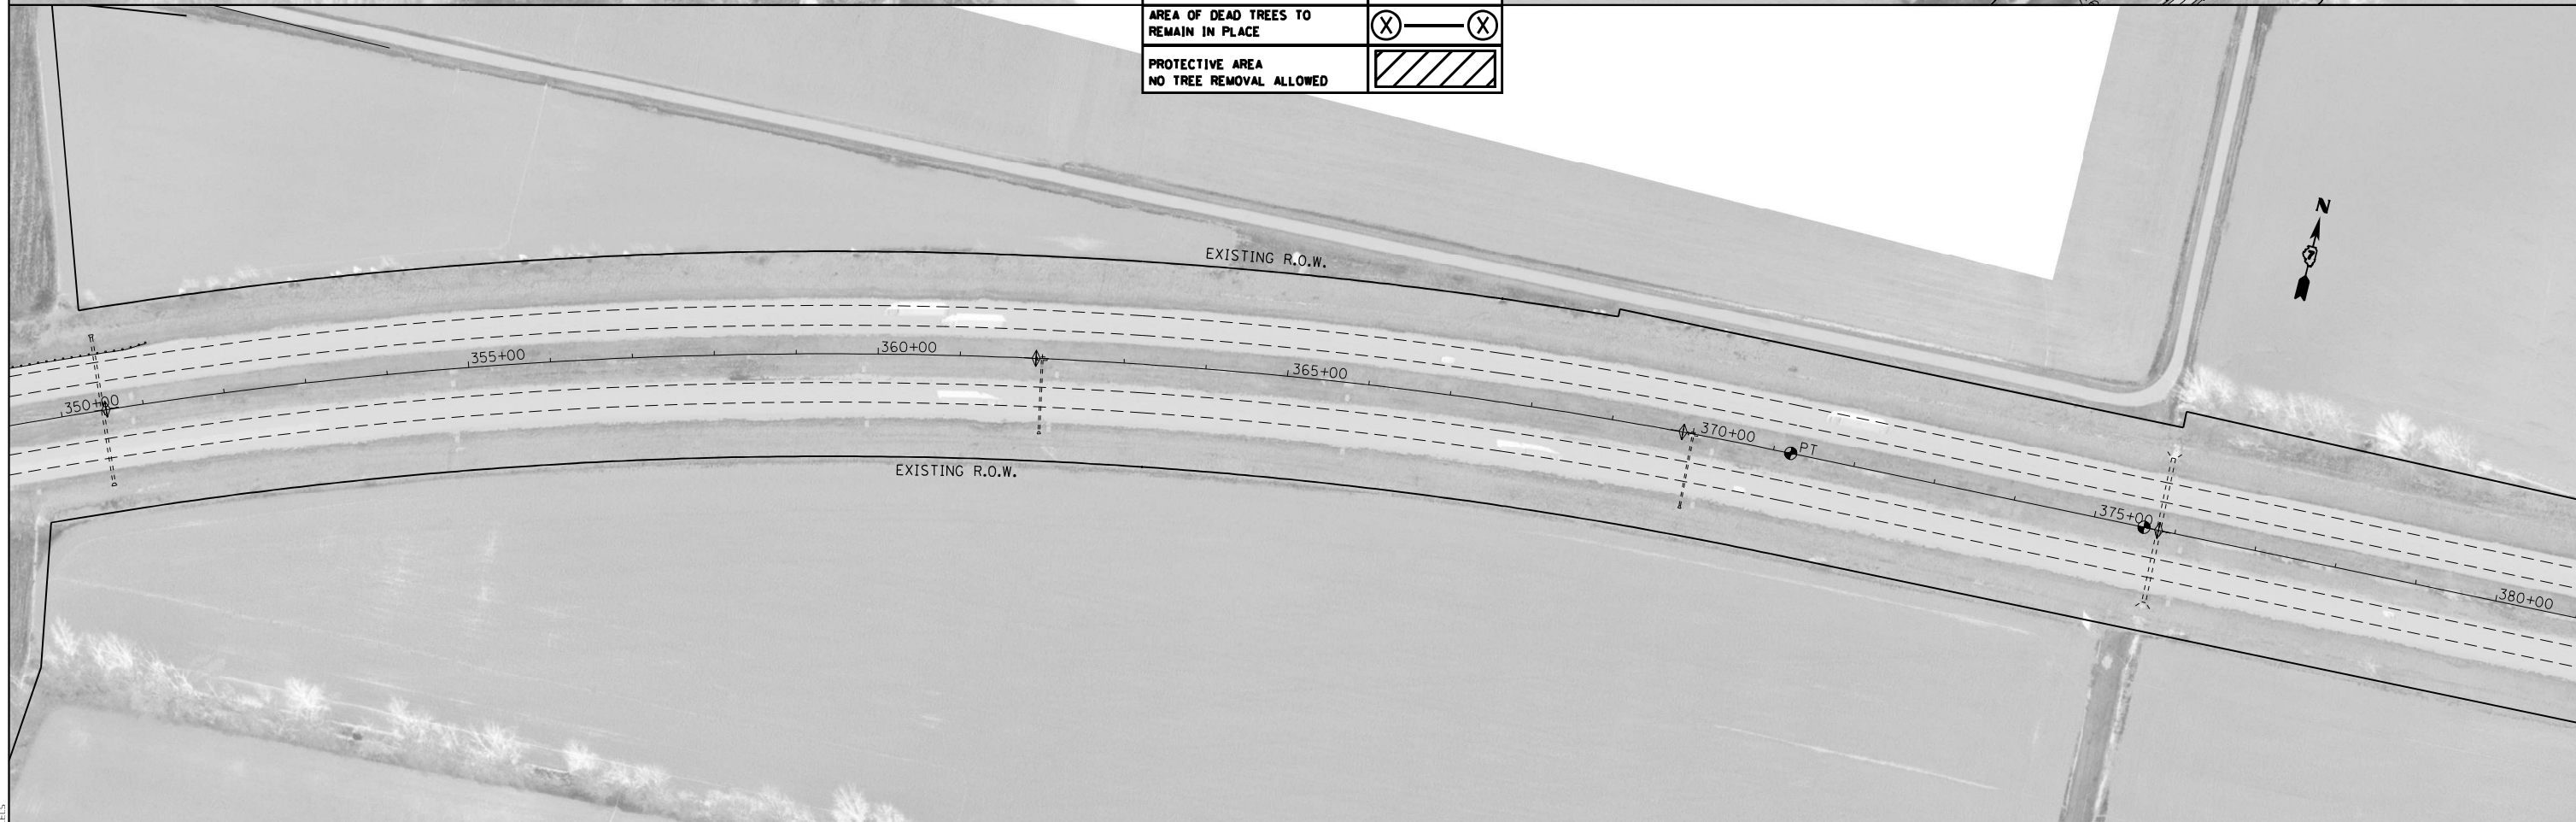 AREA OF DEAD TREES TO
REMAIN IN PLACE
X X
PROTECTIVE AREA
NO TREE REMOVAL ALLOWED
N
EXISTING R.O.W.
355+00
360+00
365+00
350+00
370+00
PT
EXISTING R.O.W.
375+00
380+00